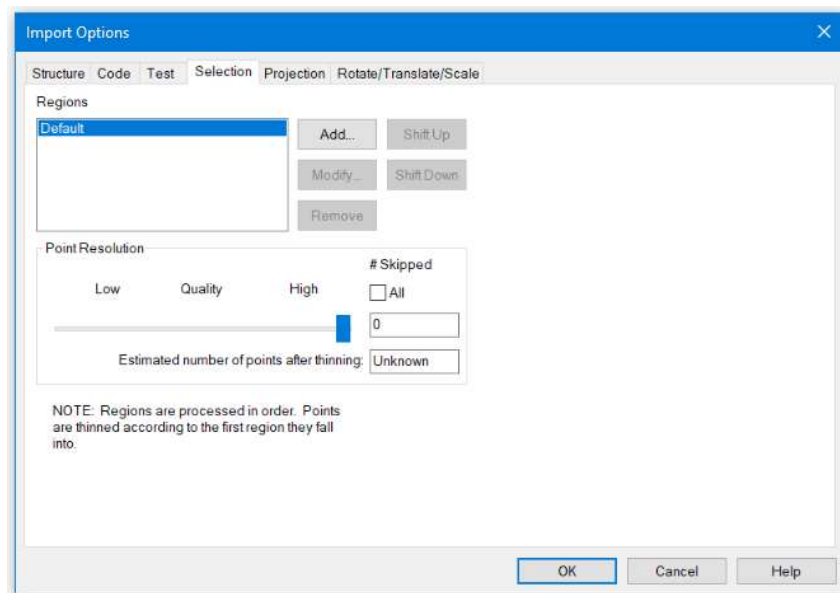 Import Options
Structure Code Test Selection Projection Rotate/Translate/Scale
Regions
Default
Add... Shift Up
Modify... Shift Down
Remove
Point Resolution
# Skipped
Low Quality High All
0
Estimated number of points after thinning: Unknown
NOTE: Regions are processed in order. Points
are thinned according to the first region they fall
into.
OK Cancel Help